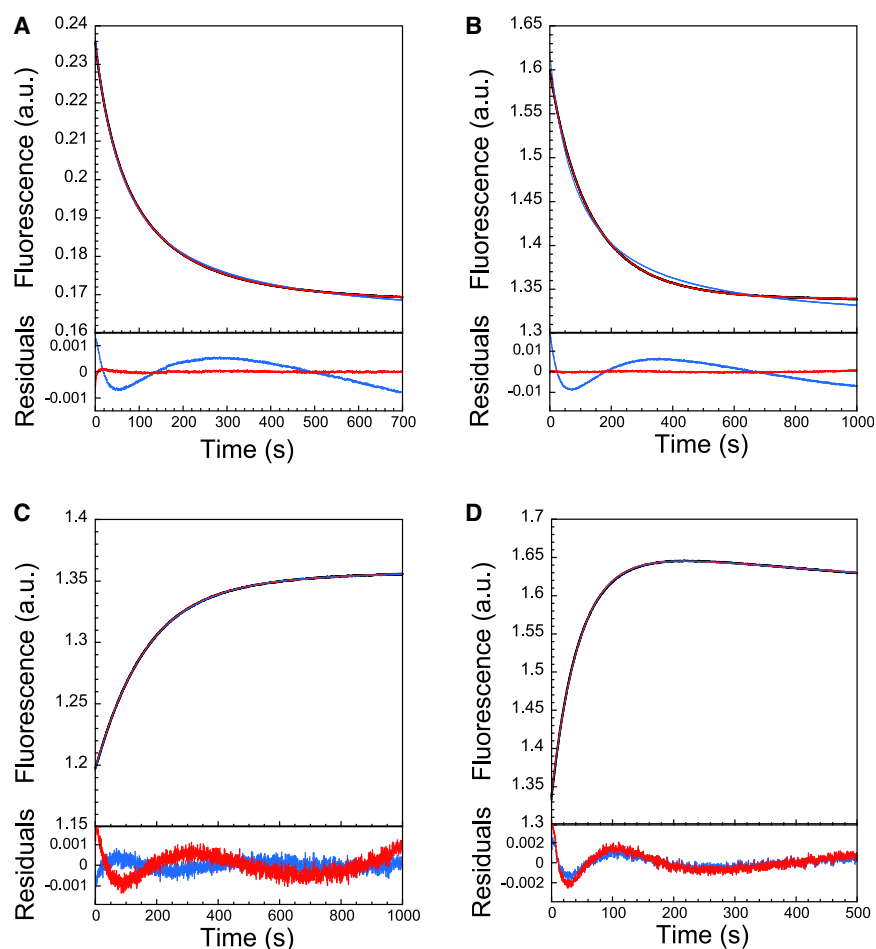 A
Fluorescence (a.u.)
0.24
0.23
0.22
0.21
0.2
0.19
0.18
0.17
0.16
Residuals
0.001
0
-0.001
0 100 200 300 400 500 600 700
Time (s)
B
Fluorescence (a.u.)
1.6
1.55
1.5
1.45
1.4
1.35
1.3
Residuals
0.01
0
-0.01
0 200 400 600 800 1000
Time (s)
C
Fluorescence (a.u.)
1.4
1.35
1.3
1.25
1.2
1.15
Residuals
0.001
0
-0.001
0 200 400 600 800 1000
Time (s)
D
Fluorescence (a.u.)
1.7
1.65
1.6
1.55
1.5
1.45
1.4
1.35
1.3
Residuals
0.002
0
-0.002
0 100 200 300 400 500
Time (s)